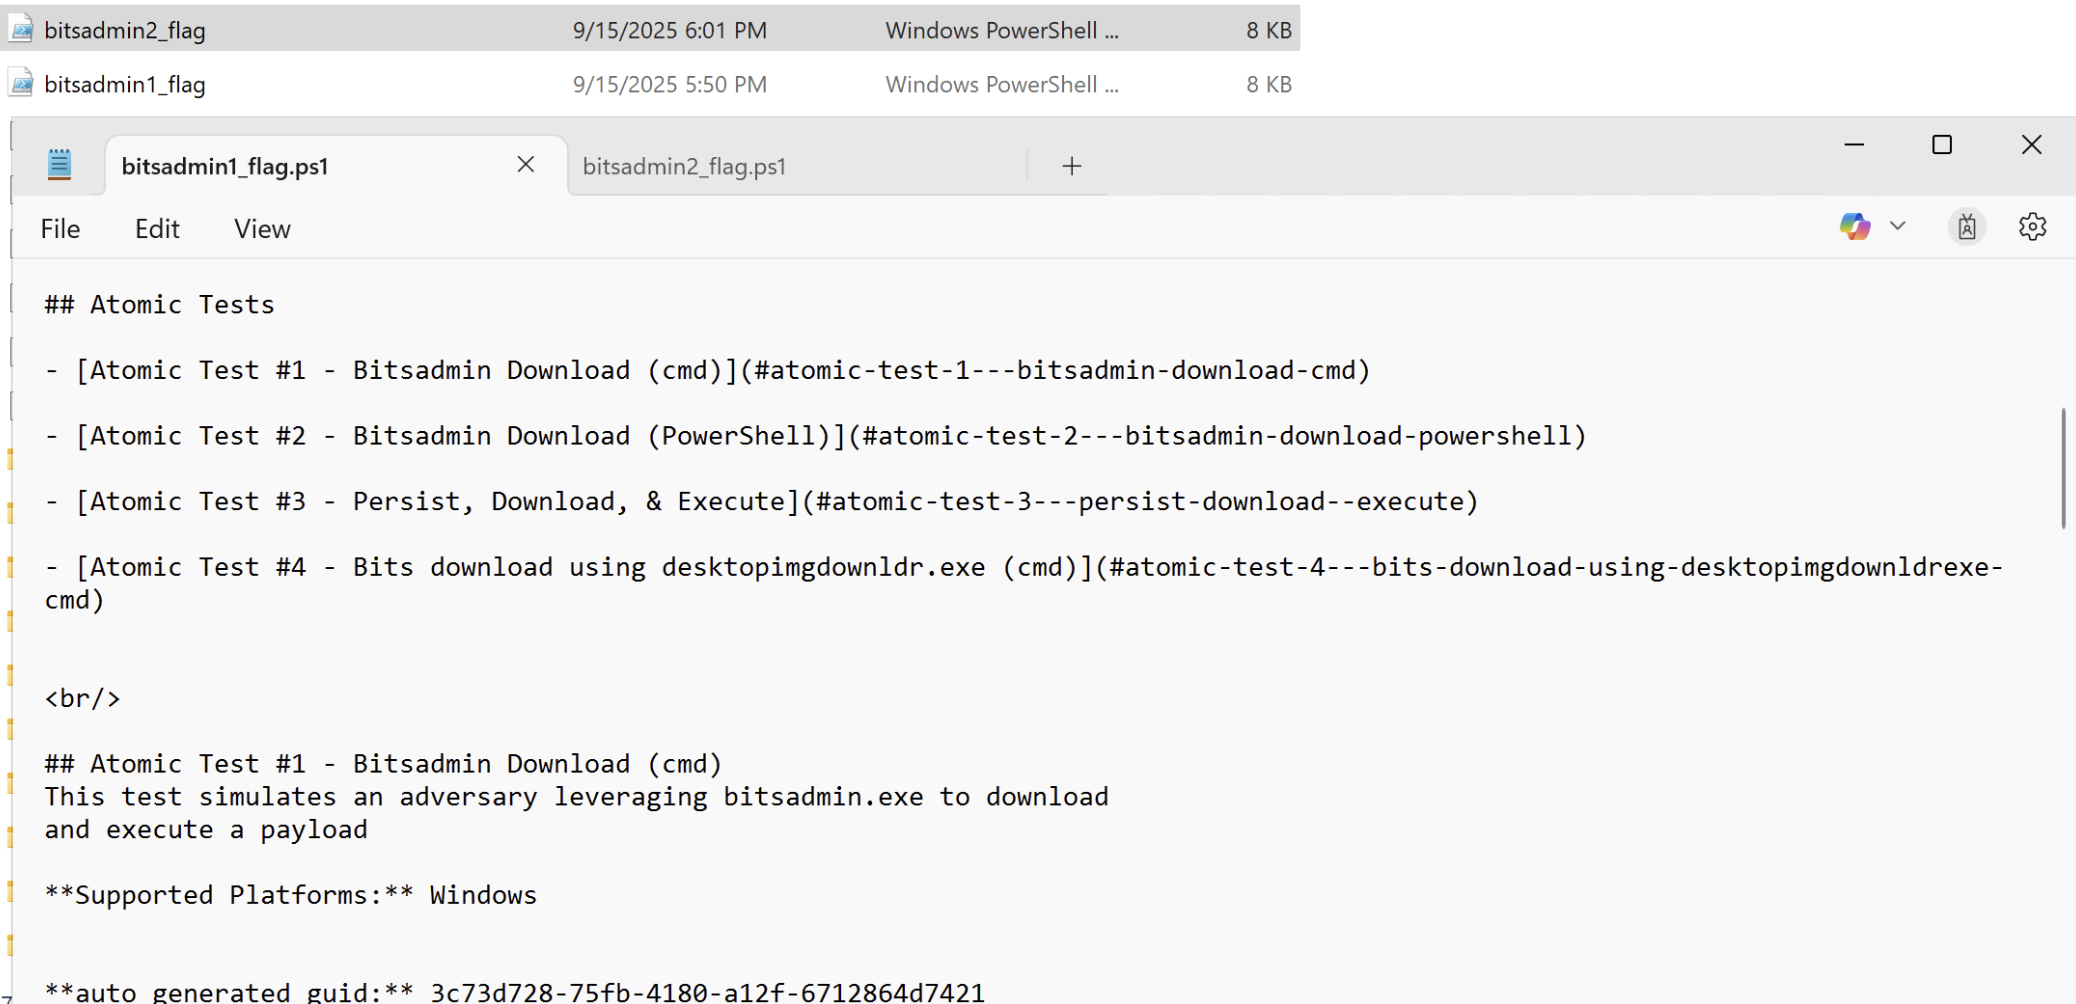 bitsadmin2_flag 9/15/2025 6:01 PM Windows PowerShell ... 8 KB
bitsadmin1_flag 9/15/2025 5:50 PM Windows PowerShell ... 8 KB
bitsadmin1_flag.ps1 bitsadmin2_flag.ps1
File Edit View
## Atomic Tests
- [Atomic Test #1 - Bitsadmin Download (cmd)](#atomic-test-1---bitsadmin-download-cmd)
- [Atomic Test #2 - Bitsadmin Download (PowerShell)](#atomic-test-2---bitsadmin-download-powershell)
- [Atomic Test #3 - Persist, Download, & Execute](#atomic-test-3---persist-download--execute)
- [Atomic Test #4 - Bits download using desktopimgdownldr.exe (cmd)](#atomic-test-4---bits-download-using-desktopimgdownldrexe-
cmd)
<br/>
## Atomic Test #1 - Bitsadmin Download (cmd)
This test simulates an adversary leveraging bitsadmin.exe to download
and execute a payload
**Supported Platforms:** Windows
**auto_generated_guid:** 3c73d728-75fb-4180-a12f-6712864d7421